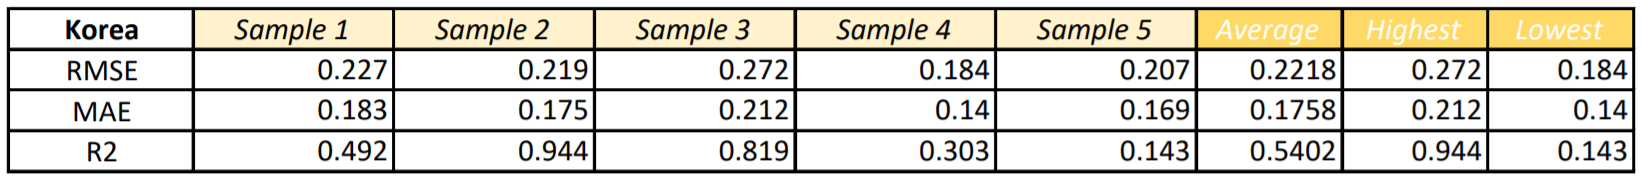 Korea Sample 1 Sample 2 Sample 3 Sample 4 Sample 5 Average Highest Lowest
RMSE 0.227 0.219 0.272 0.184 0.207 0.2218 0.272 0.184
MAE 0.183 0.175 0.212 0.14 0.169 0.1758 0.212 0.14
R2 0.492 0.944 0.819 0.303 0.143 0.5402 0.944 0.143